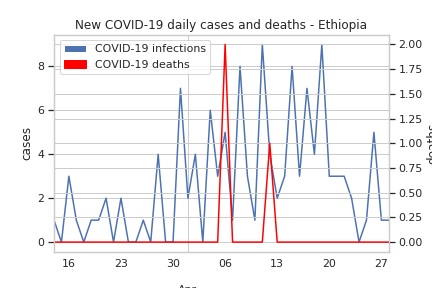 New COVID-19 daily cases and deaths - Ethiopia
COVID-19 infections
COVID-19 deaths
cases
8
6
4
2
0
2.00
1.75
1.50
1.25
1.00
0.75
0.50
0.25
0.00
16 23 30 06 13 20 27